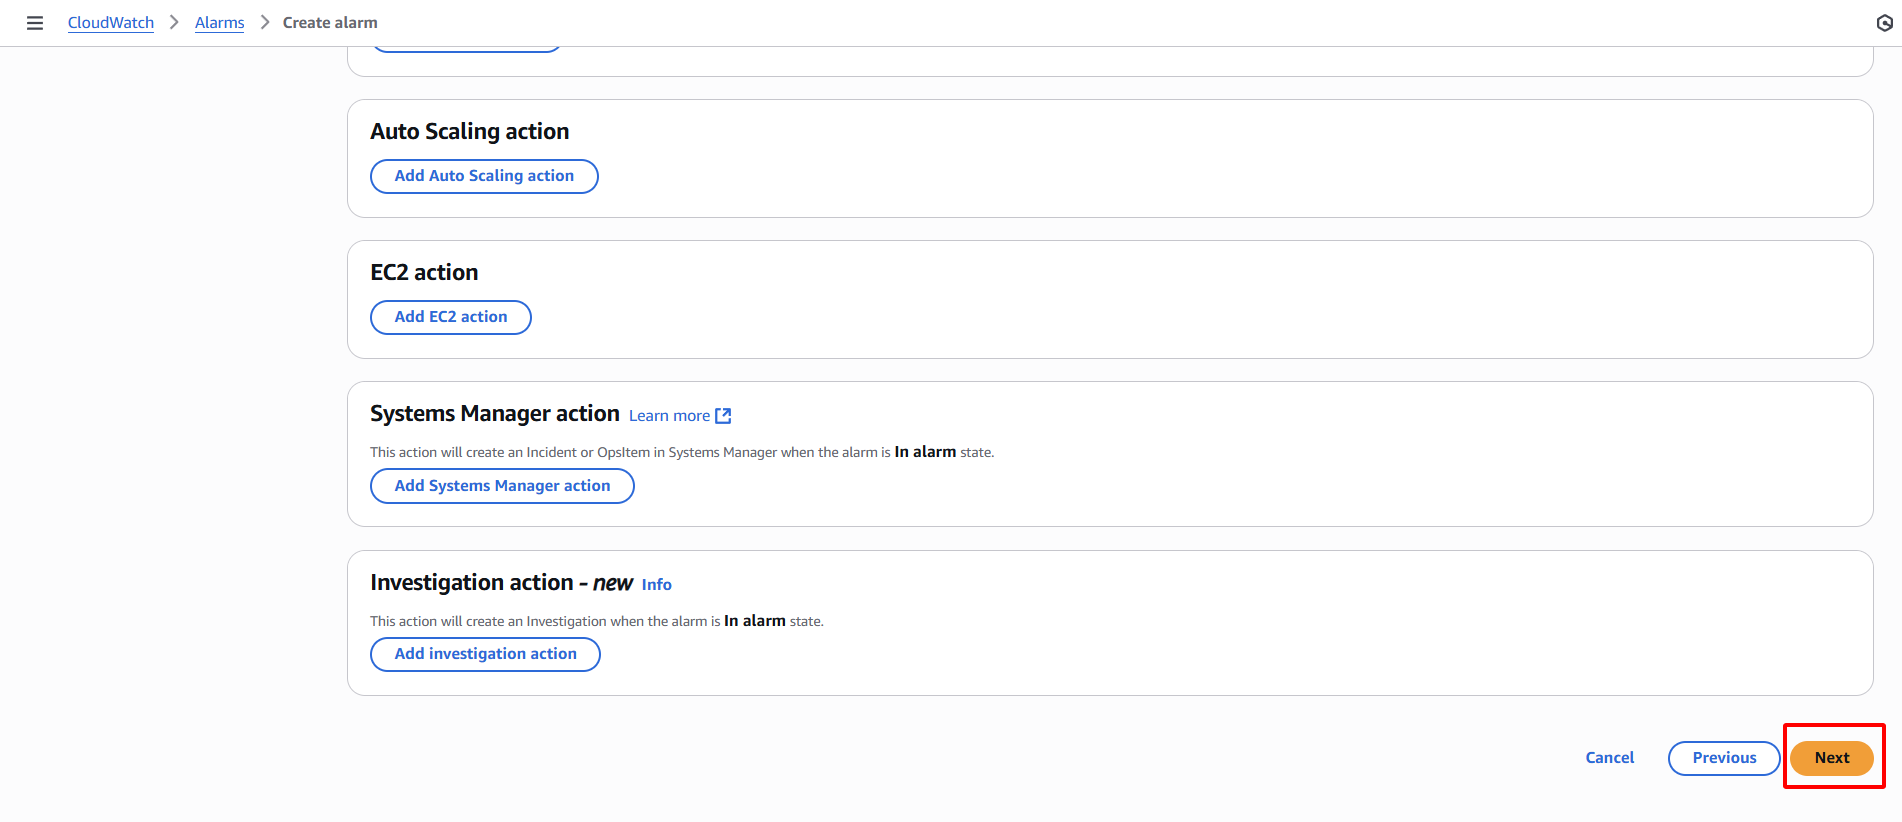 CloudWatch > Alarms > Create alarm
Auto Scaling action
Add Auto Scaling action
EC2 action
Add EC2 action
Systems Manager action Learn more
This action will create an Incident or OpsItem in Systems Manager when the alarm is In alarm state.
Add Systems Manager action
Investigation action - new Info
This action will create an Investigation when the alarm is In alarm state.
Add investigation action
Cancel Previous Next